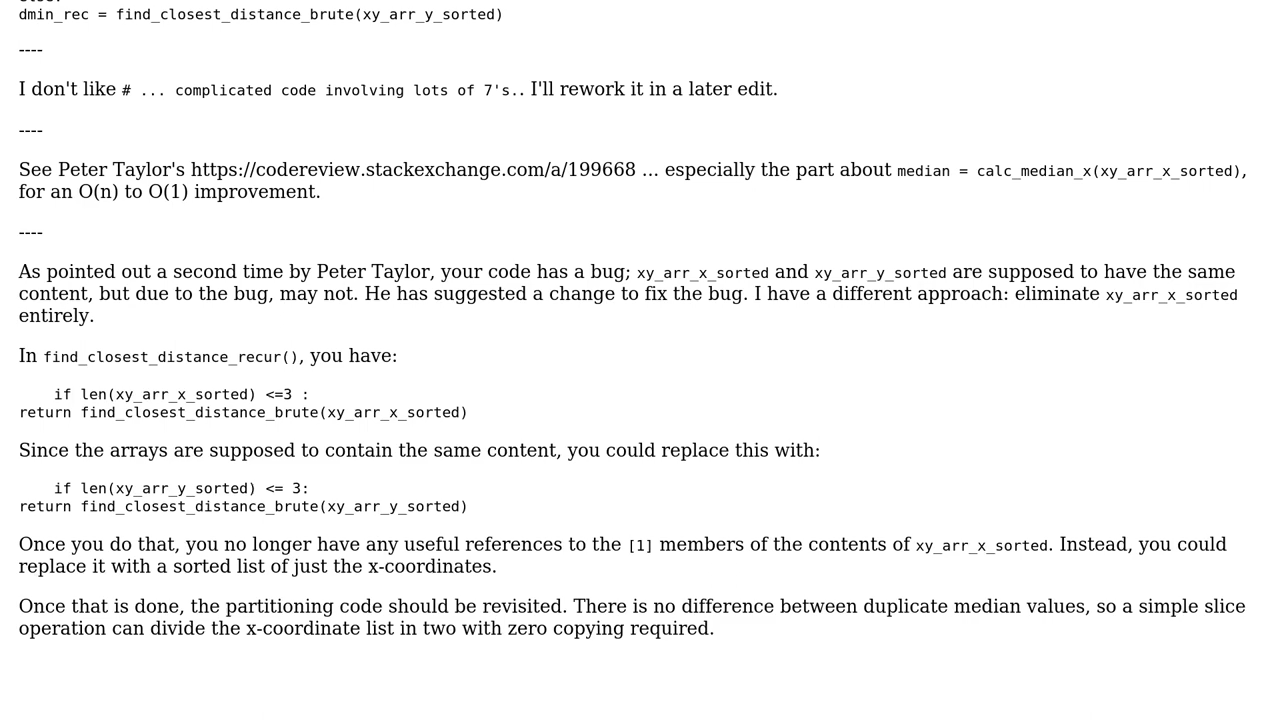 dmin_rec = find_closest_distance_brute(xy_arr_y_sorted)
----
I don't like # ... complicated code involving lots of 7's.. I'll rework it in a later edit.
----
See Peter Taylor's https://codereview.stackexchange.com/a/199668 ... especially the part about median = calc_median_x(xy_arr_x_sorted),
for an O(n) to O(1) improvement.
----
As pointed out a second time by Peter Taylor, your code has a bug; xy_arr_x_sorted and xy_arr_y_sorted are supposed to have the same
content, but due to the bug, may not. He has suggested a change to fix the bug. I have a different approach: eliminate xy_arr_x_sorted
entirely.
In find_closest_distance_recur(), you have:
    if len(xy_arr_x_sorted) <=3 :
return find_closest_distance_brute(xy_arr_x_sorted)
Since the arrays are supposed to contain the same content, you could replace this with:
    if len(xy_arr_y_sorted) <= 3:
return find_closest_distance_brute(xy_arr_y_sorted)
Once you do that, you no longer have any useful references to the [1] members of the contents of xy_arr_x_sorted. Instead, you could
replace it with a sorted list of just the x-coordinates.
Once that is done, the partitioning code should be revisited. There is no difference between duplicate median values, so a simple slice
operation can divide the x-coordinate list in two with zero copying required.